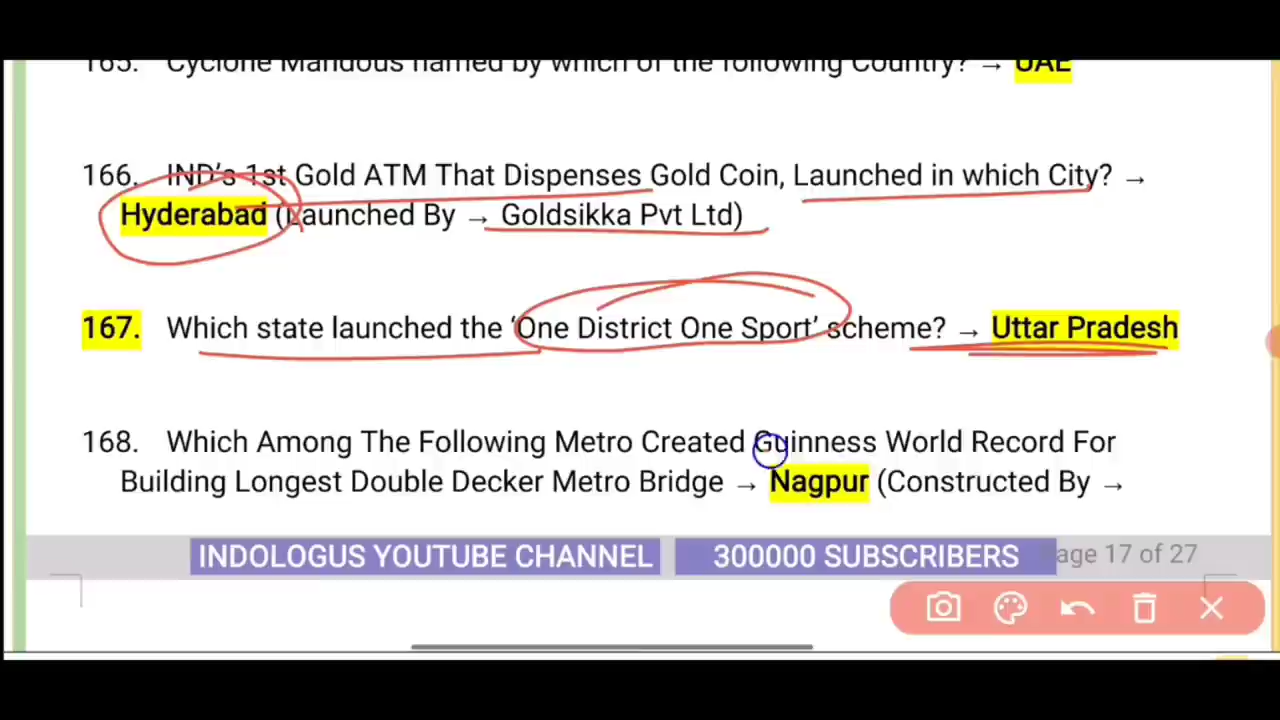 165. Cyclone Mandous named by which of the following Country? → UAE
166. IND's 1st Gold ATM That Dispenses Gold Coin, Launched in which City? →
Hyderabad (Launched By → Goldsikka Pvt Ltd)
167. Which state launched the ‘One District One Sport’ scheme? → Uttar Pradesh
168. Which Among The Following Metro Created Guinness World Record For
Building Longest Double Decker Metro Bridge → Nagpur (Constructed By →
INDOLOGUS YOUTUBE CHANNEL 300000 SUBSCRIBERS age 17 of 27